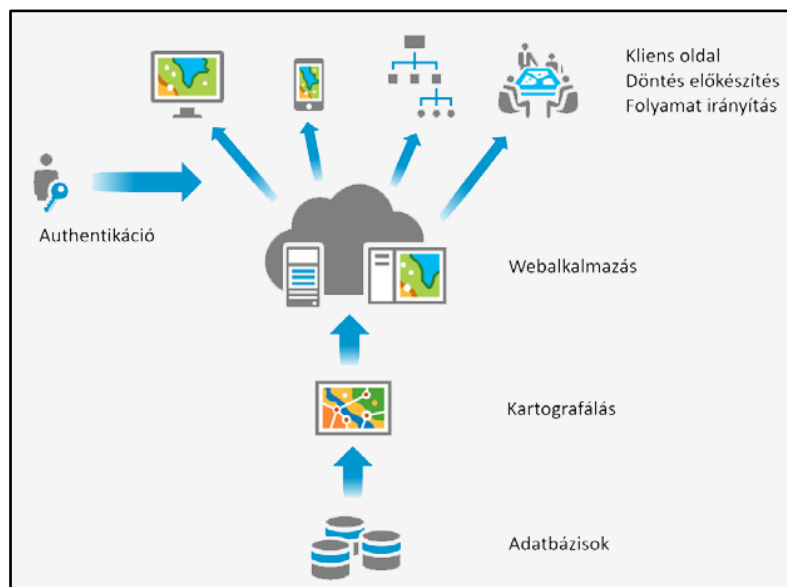 Kliens oldal
Döntés előkészítés
Folyamat irányítás
Authentikáció
Webalkalmazás
Kartografálás
Adatbázisok